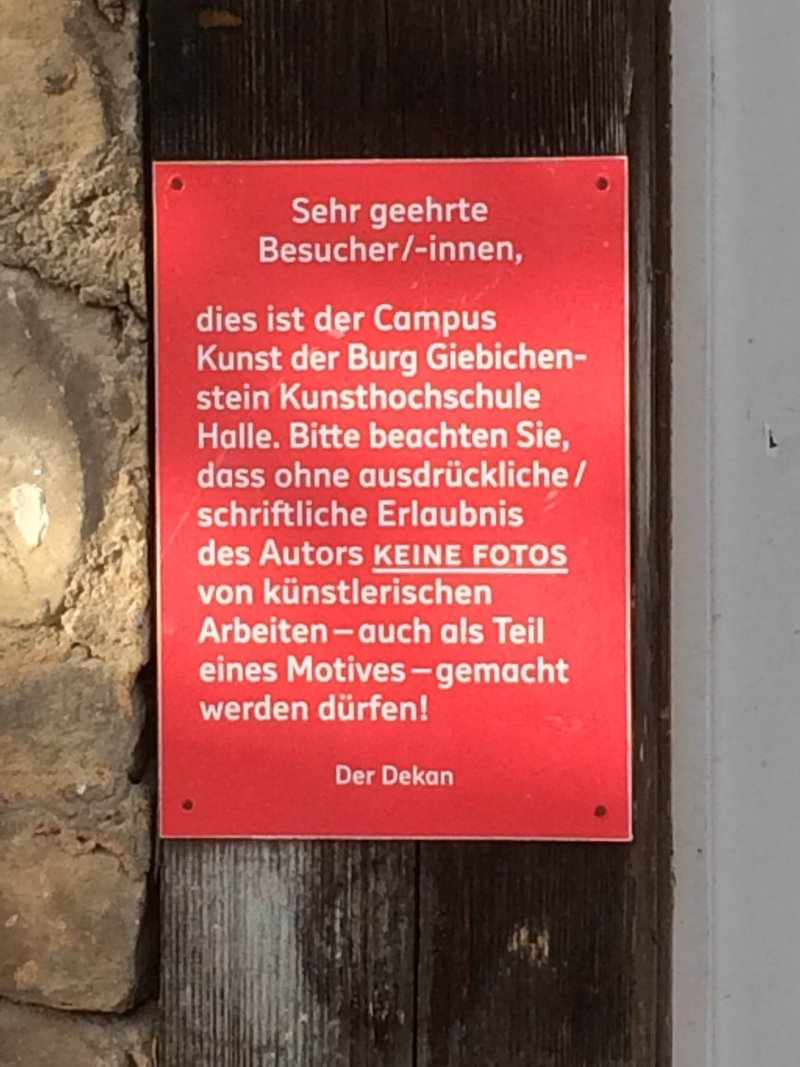 Sehr geehrte
Besucher/-innen,
dies ist der Campus
Kunst der Burg Giebichen-
stein Kunsthochschule
Halle. Bitte beachten Sie,
dass ohne ausdrückliche/
schriftliche Erlaubnis
des Autors KEINE FOTOS
von künstlerischen
Arbeiten – auch als Teil
eines Motives – gemacht
werden dürfen!
Der Dekan